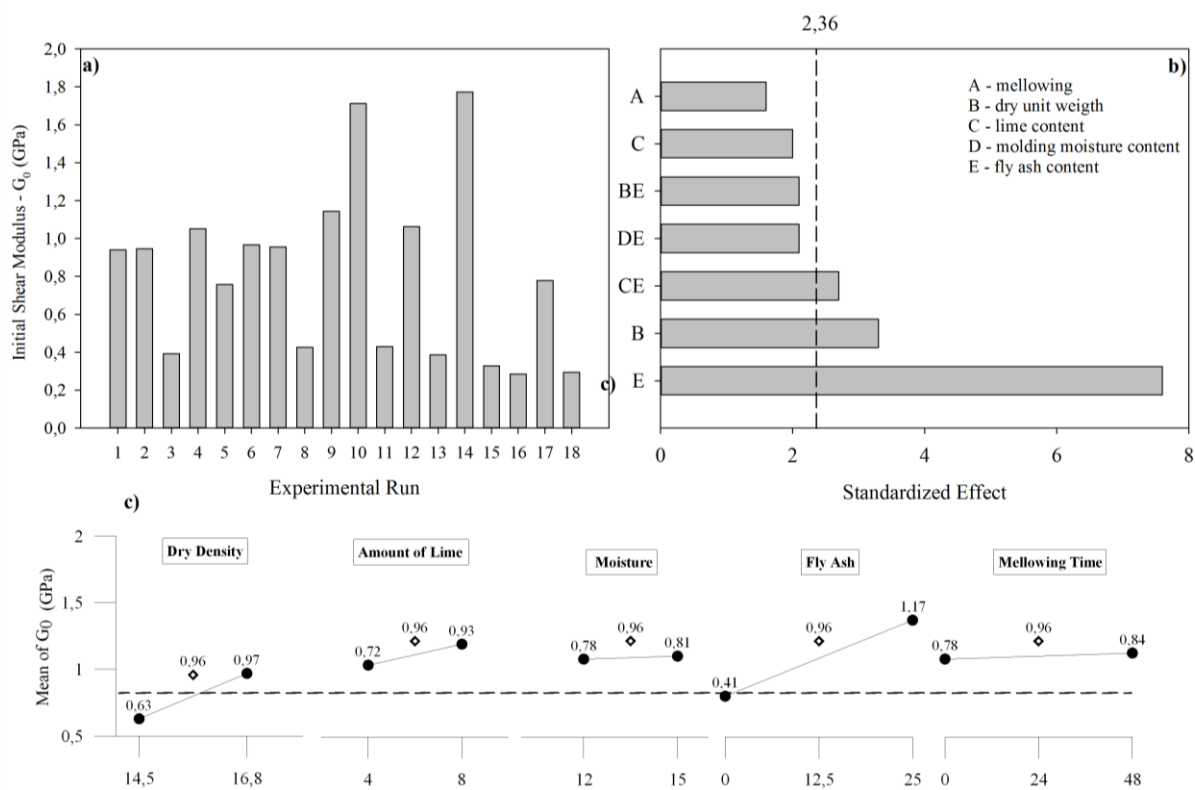 a)
Initial Shear Modulus - G0 (GPa)
2,0
1,8
1,6
1,4
1,2
1,0
0,8
0,6
0,4
0,2
0,0
1 2 3 4 5 6 7 8 9 10 11 12 13 14 15 16 17 18
Experimental Run
2,36
b)
A - mellowing
B - dry unit weigth
C - lime content
D - molding moisture content
E - fly ash content
A
C
BE
DE
CE
B
c) E
0 2 4 6 8
Standardized Effect
c)
Mean of G0 (GPa)
2
1,5
1
0,5
Dry Density
0,63
0,96
0,97
14,5 16,8
Amount of Lime
0,72
0,96
0,93
4 8
Moisture
0,78
0,96
0,81
12 15
Fly Ash
0,41
0,96
1,17
0 12,5 25
Mellowing Time
0,78
0,96
0,84
0 24 48